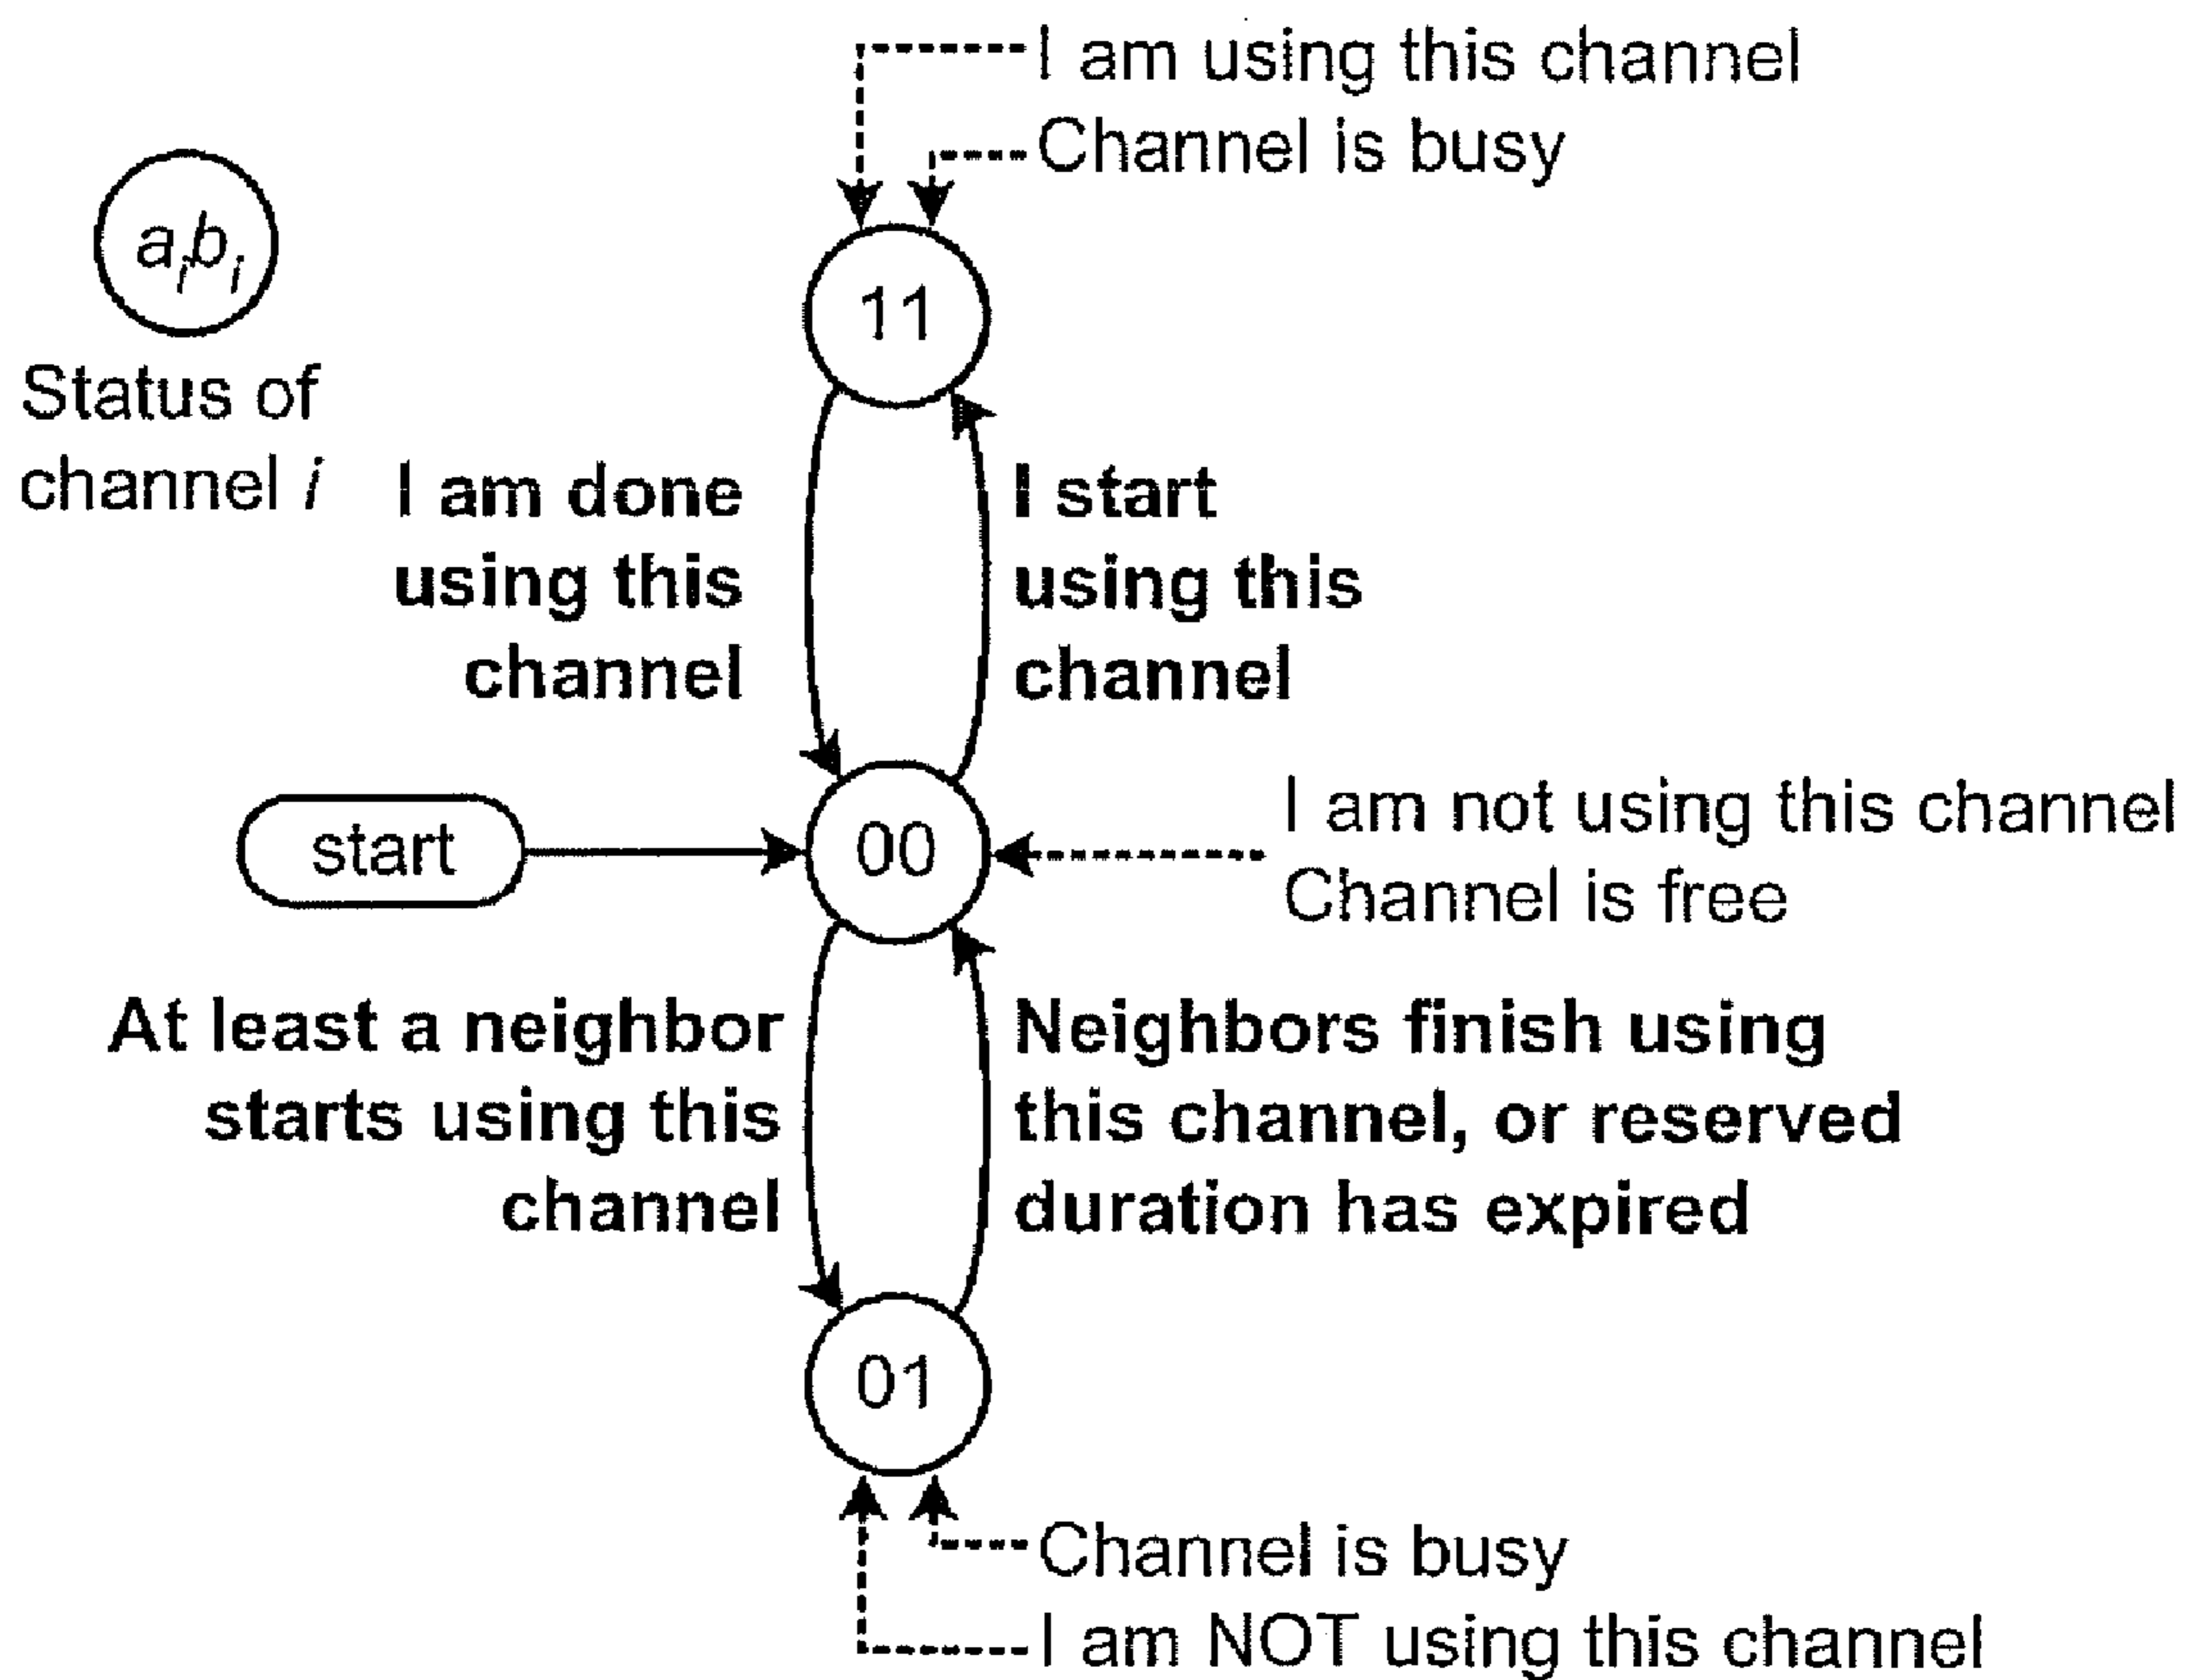 I am using this channel
Channel is busy
aᵢbᵢ
Status of
channel i
11
I am done
using this
channel
I start
using this
channel
start
00
I am not using this channel
Channel is free
At least a neighbor
starts using this
channel
Neighbors finish using
this channel, or reserved
duration has expired
01
Channel is busy
I am NOT using this channel